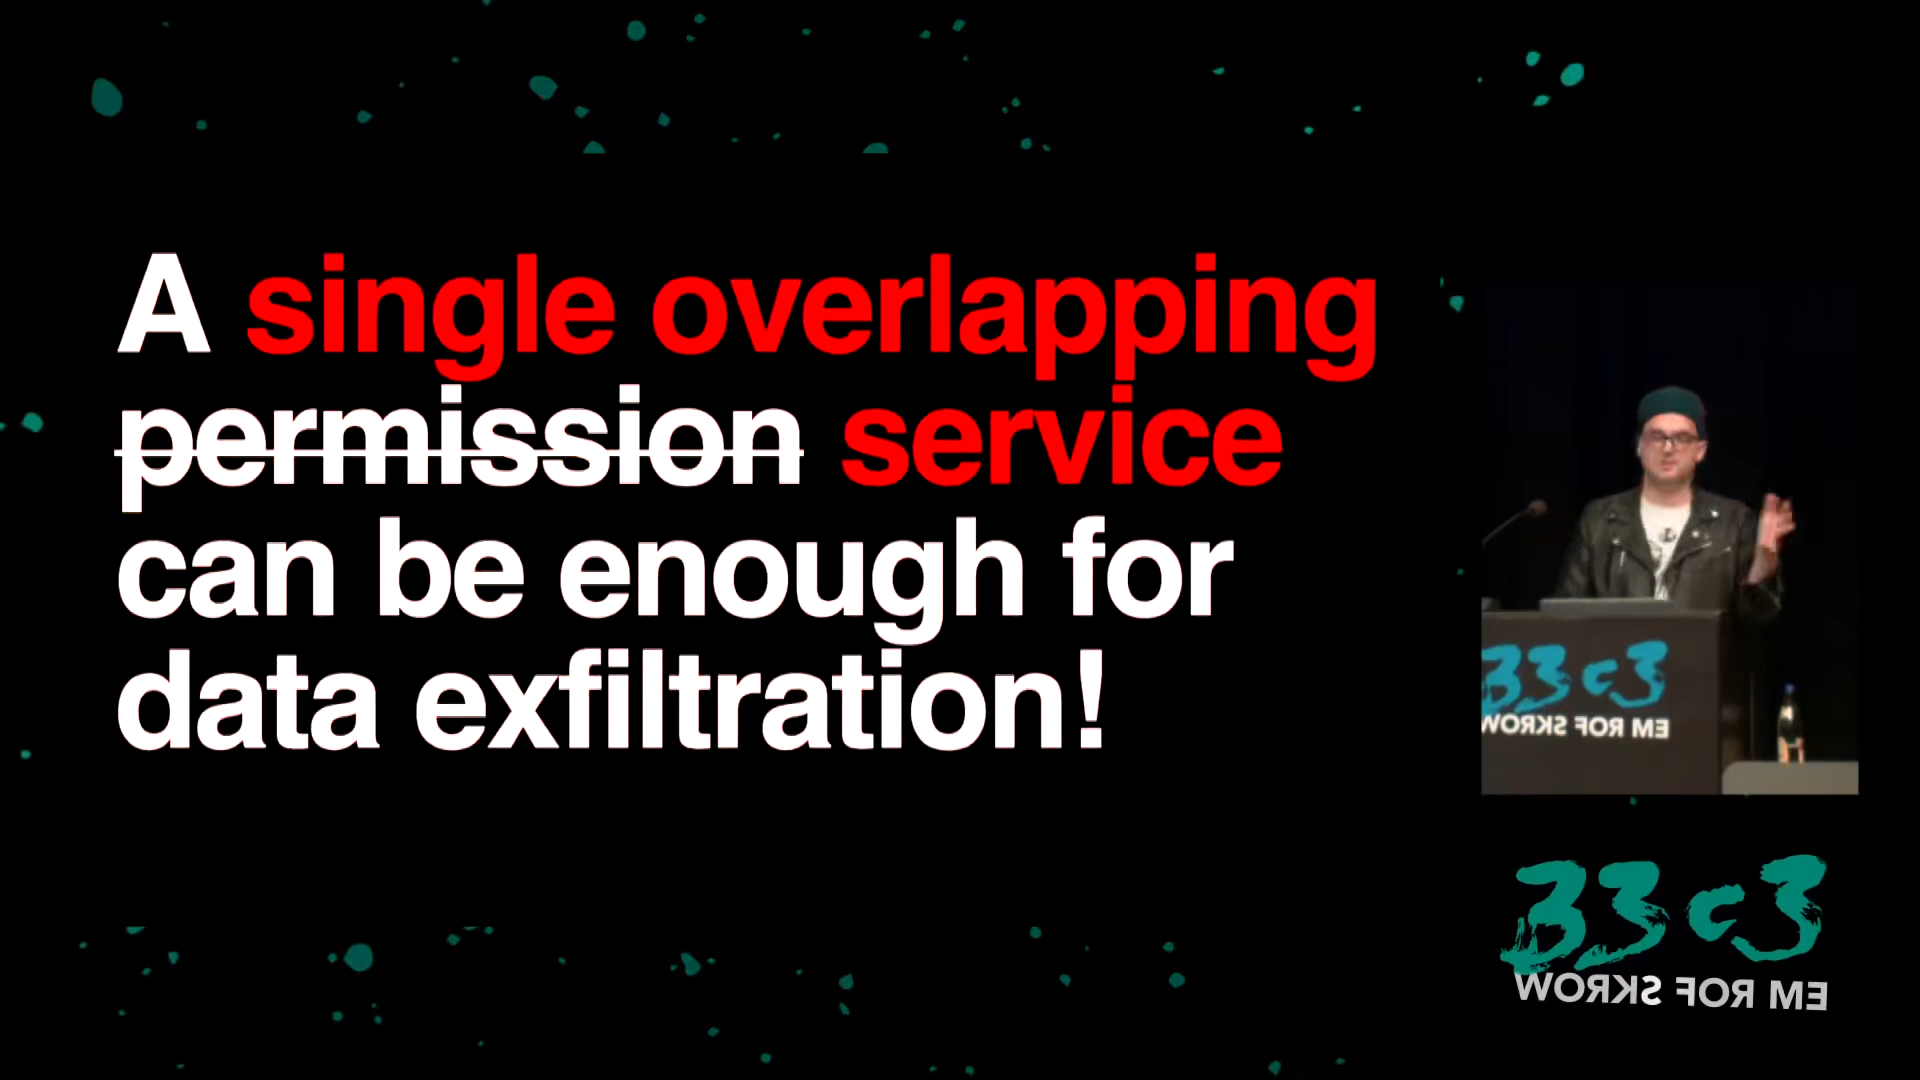 A single overlapping
permission service
can be enough for
data exfiltration!
33c3
WORKS FOR ME
33c3
WORKS FOR ME